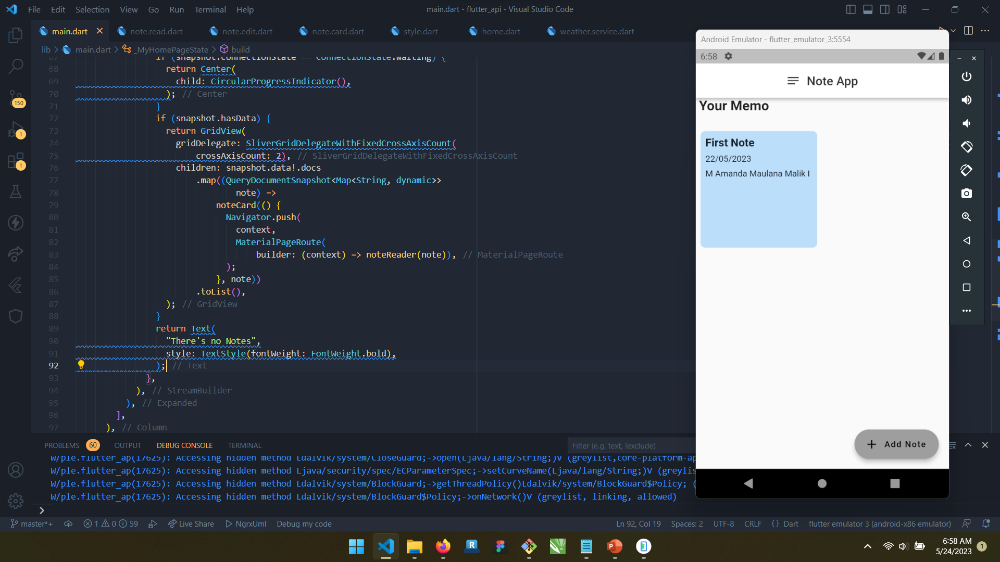 File Edit Selection View Go Run Terminal Help
main.dart - flutter_api - Visual Studio Code
main.dart note.read.dart note.edit.dart note.card.dart style.dart home.dart weather.service.dart
lib > main.dart > _MyHomePageState > build
67 if (snapshot.connectionState == ConnectionState.waiting) {
68 return Center(
69 child: CircularProgressIndicator(),
70 ); // Center
71 }
72 if (snapshot.hasData) {
73 return GridView(
74 gridDelegate: SliverGridDelegateWithFixedCrossAxisCount(
75 crossAxisCount: 2), // SliverGridDelegateWithFixedCrossAxisCount
76 children: snapshot.data!.docs
77 .map((QueryDocumentSnapshot<Map<String, dynamic>>
78 note) =>
79 noteCard(() {
80 Navigator.push(
81 context,
82 MaterialPageRoute(
83 builder: (context) => noteReader(note)), // MaterialPageRoute
84 );
85 }, note))
86 .toList(),
87 ); // GridView
88 }
89 return Text(
90 "There's no Notes",
91 style: TextStyle(fontWeight: FontWeight.bold),
92 ); // Text
93 },
94 ), // StreamBuilder
95 ), // Expanded
96 ],
97 ), // Column
150
1
1
PROBLEMS 60 OUTPUT DEBUG CONSOLE TERMINAL
Filter (e.g. text, !exclude)
W/ple.flutter_ap(17625): Accessing hidden method Ldalvik/system/CloseGuard;->open(Ljava/lang/String;)V (greylist,core-platform-ap
W/ple.flutter_ap(17625): Accessing hidden method Ljava/security/spec/ECParameterSpec;->setCurveName(Ljava/lang/String;)V (greylis
W/ple.flutter_ap(17625): Accessing hidden method Ldalvik/system/BlockGuard;->getThreadPolicy()Ldalvik/system/BlockGuard$Policy; (
W/ple.flutter_ap(17625): Accessing hidden method Ldalvik/system/BlockGuard$Policy;->onNetwork()V (greylist, linking, allowed)
>
master*+ 1 0 59 Live Share NgrxUml Debug my code
Ln 92, Col 19 Spaces: 2 UTF-8 CRLF {} Dart flutter emulator 3 (android-x86 emulator)
Android Emulator - flutter_emulator_3:5554
6:58
Note App
Your Memo
First Note
22/05/2023
M Amanda Maulana Malik I
+ Add Note
R
P
6:58 AM
5/24/2023
1